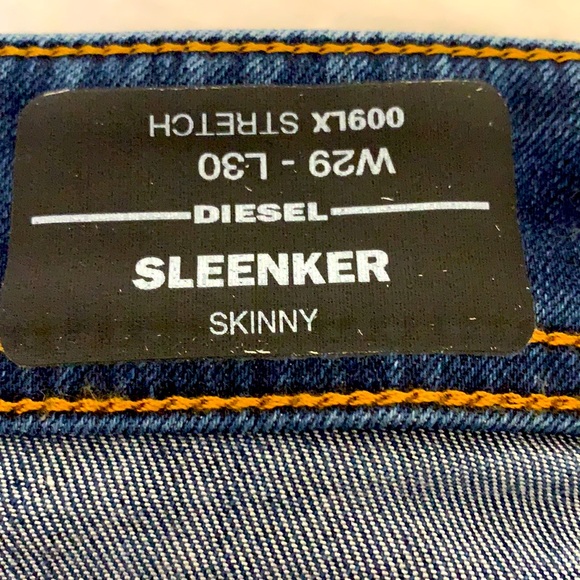 009LX STRETCH
W29 - L30
DIESEL
SLEENKER
SKINNY